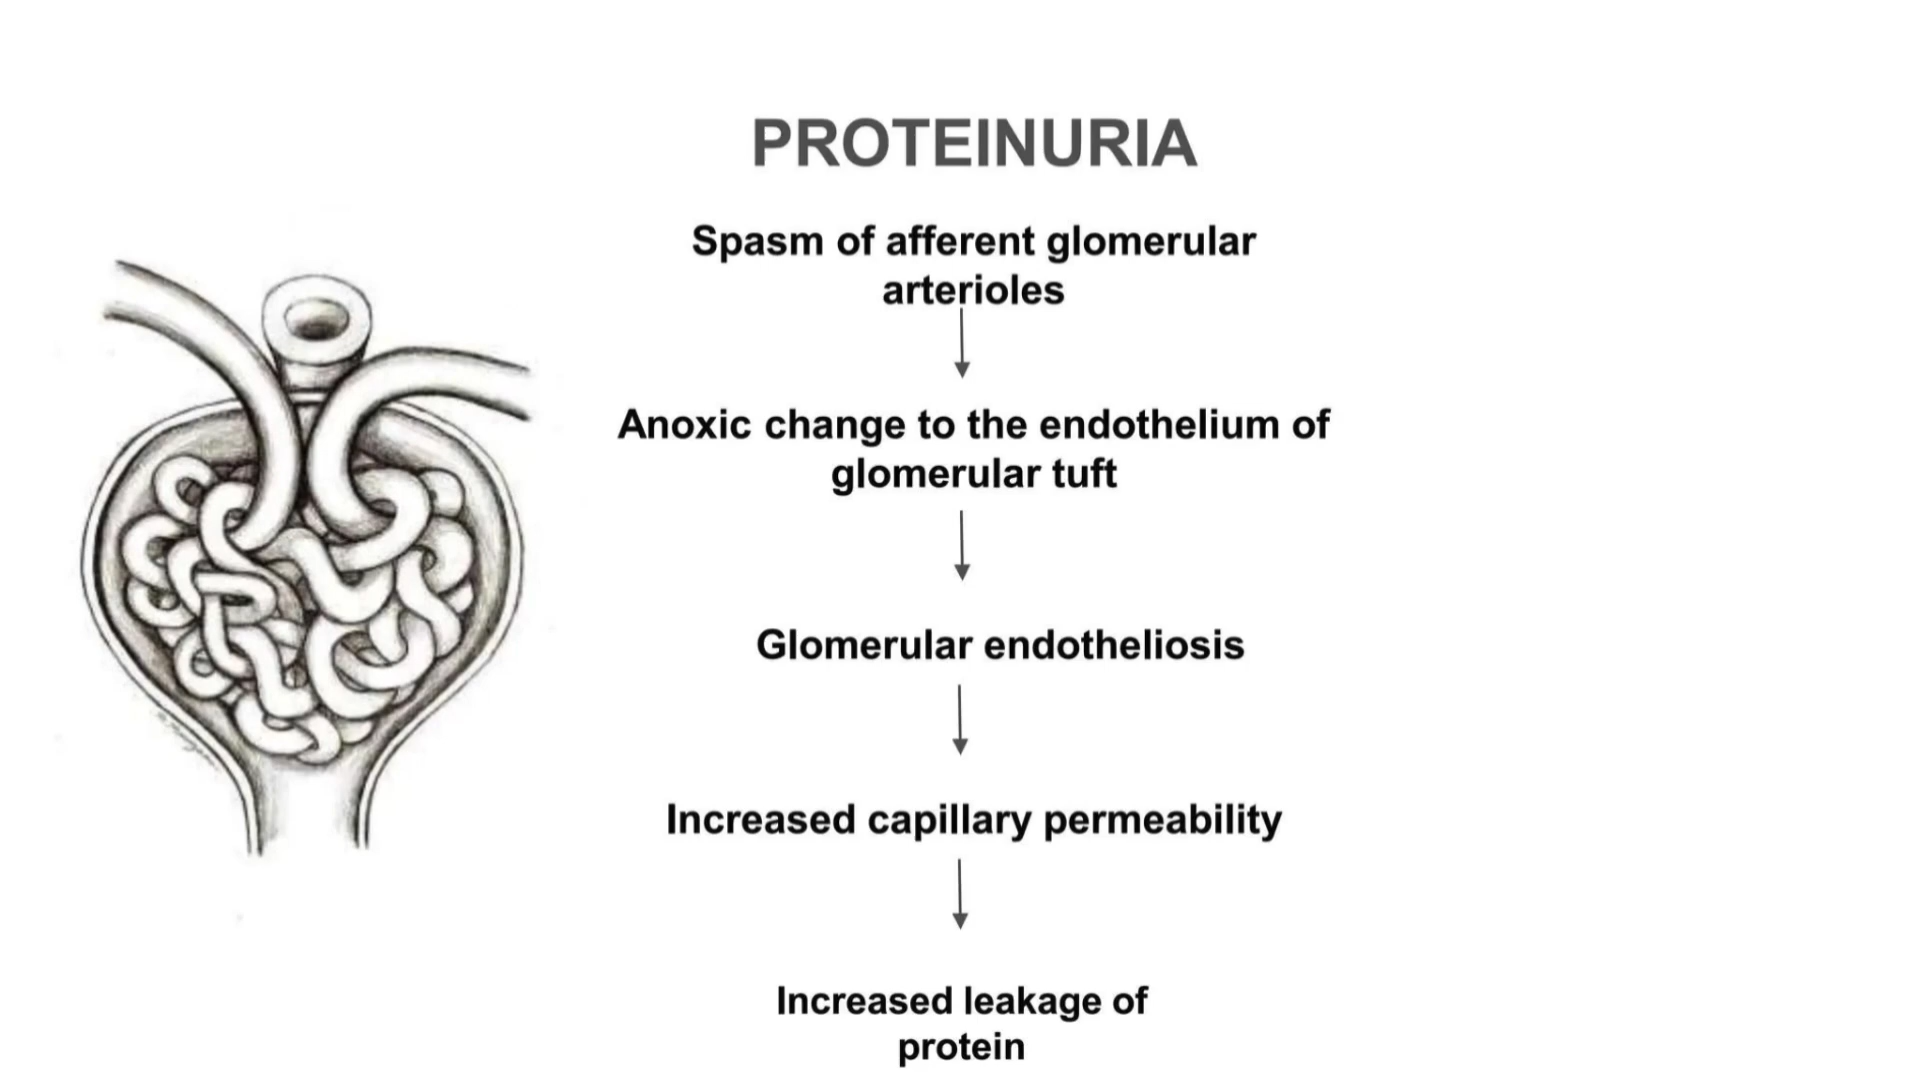 PROTEINURIA
Spasm of afferent glomerular
arterioles
Anoxic change to the endothelium of
glomerular tuft
Glomerular endotheliosis
Increased capillary permeability
Increased leakage of
protein